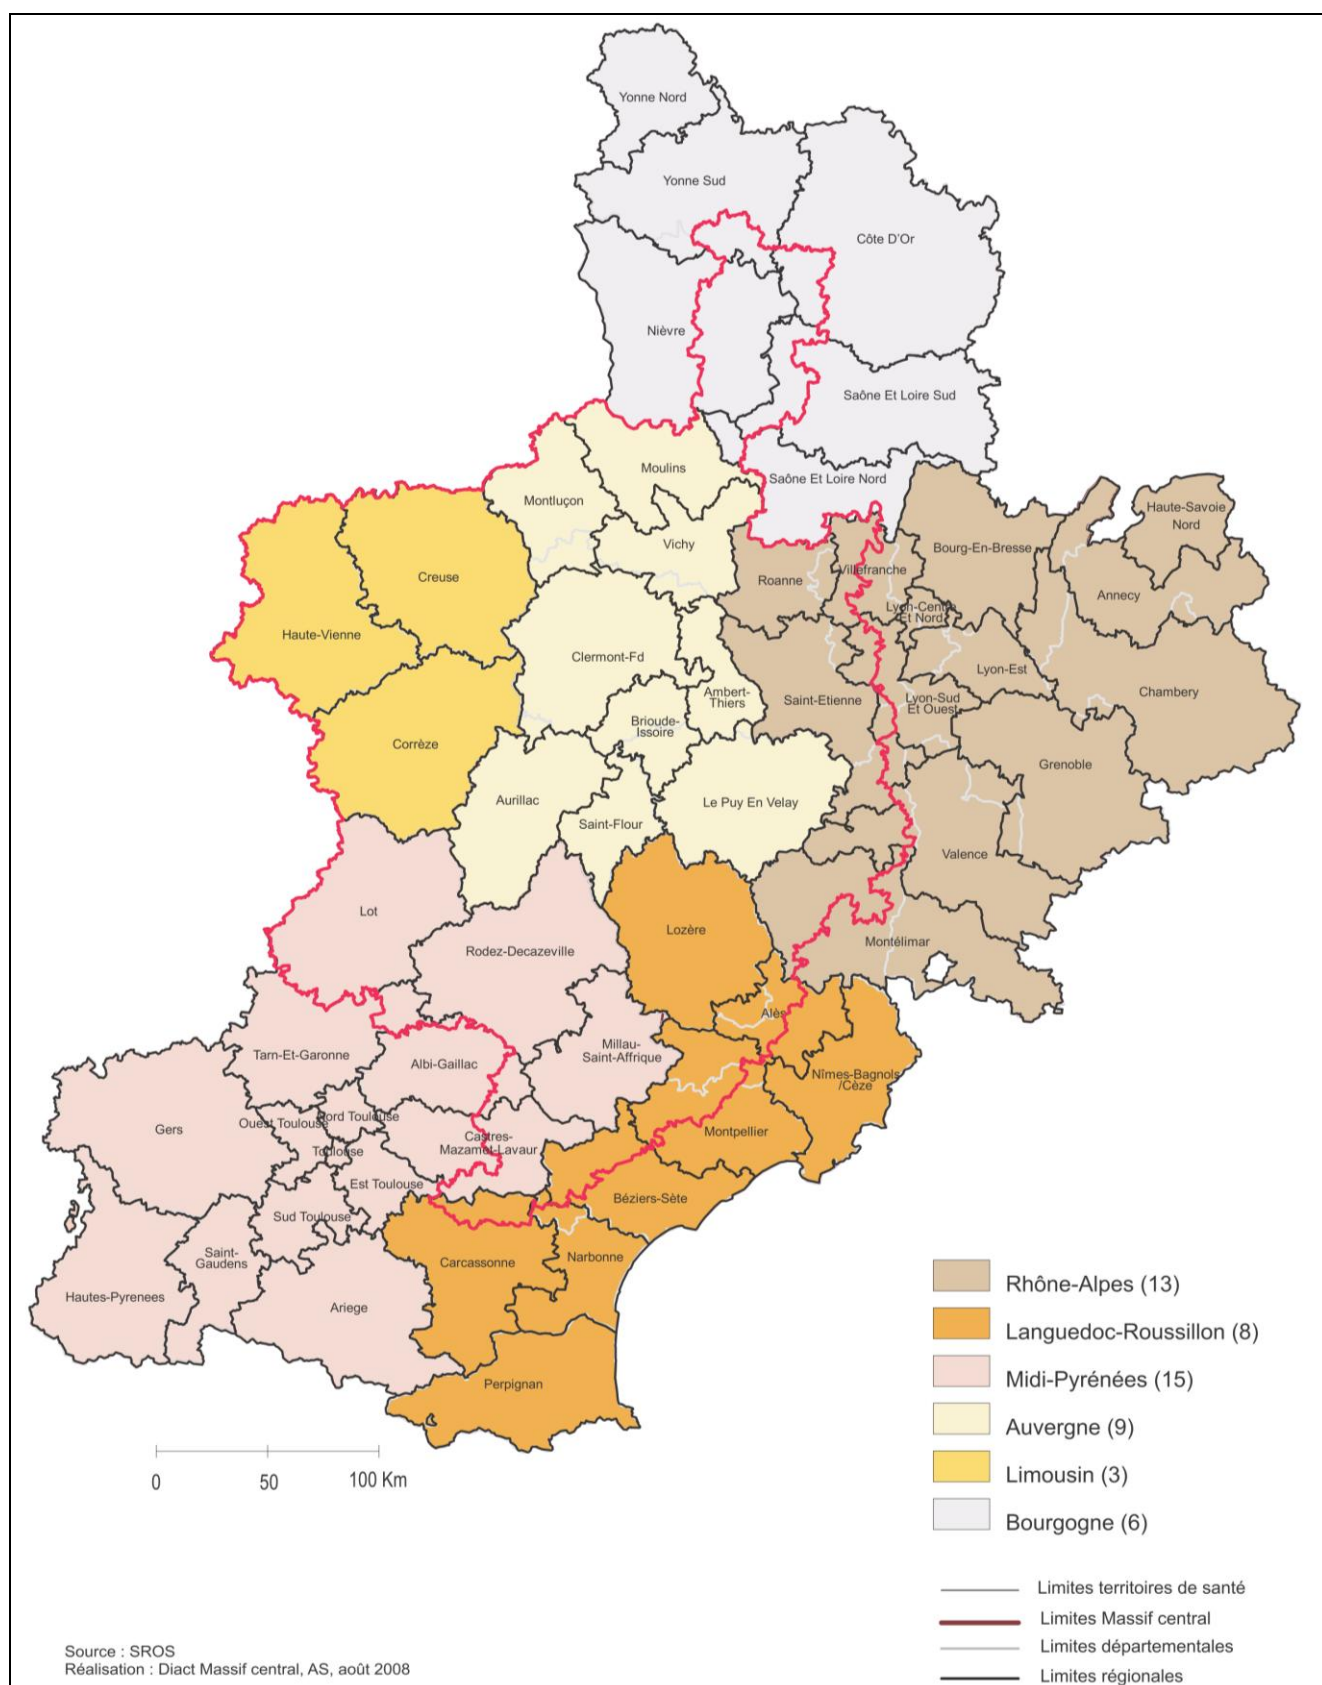 Yonne Nord
Yonne Sud
Côte D'Or
Nièvre
Saône Et Loire Sud
Moulins
Saône Et Loire Nord
Montluçon
Haute-Savoie
Nord
Vichy
Bourg-En-Bresse
Villefranche
Roanne
Creuse
Annecy
Lyon-Centre
Et Nord
Haute-Vienne
Clermont-Fd
Lyon-Est
Ambert-
Thiers
Saint-Etienne
Lyon-Sud
Et Ouest
Chambery
Brioude-
Issoire
Corrèze
Grenoble
Aurillac
Le Puy En Velay
Saint-Flour
Valence
Lot
Lozère
Montélimar
Rodez-Decazeville
Alès
Tarn-Et-Garonne
Albi-Gaillac
Millau-
Saint-Affrique
Nîmes-Bagnols
/Cèze
Gers
Ouest Toulouse
Nord Toulouse
Toulouse
Castres-
Mazamet-Lavaur
Montpellier
Est Toulouse
Béziers-Sète
Sud Toulouse
Saint-
Gaudens
Carcassonne
Narbonne
Hautes-Pyrenees
Ariege
Perpignan
Rhône-Alpes (13)
Languedoc-Roussillon (8)
Midi-Pyrénées (15)
Auvergne (9)
Limousin (3)
Bourgogne (6)
0 50 100 Km
Limites territoires de santé
Limites Massif central
Limites départementales
Limites régionales
Source : SROS
Réalisation : Diact Massif central, AS, août 2008